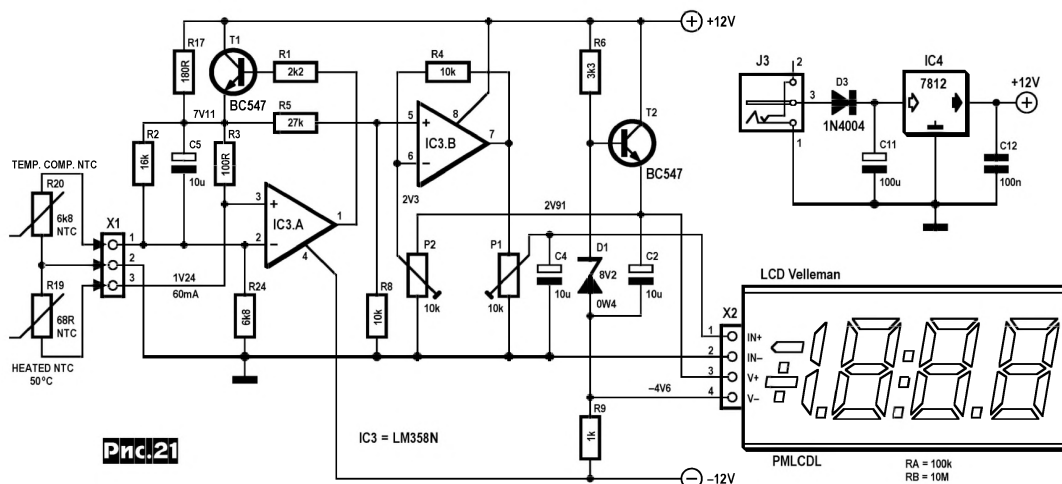 +12V
R17
180R
T1
BC547
R1
2k2
R4
10k
R6
3k3
J3
2
3
1
D3
1N4004
IC4
7812
+12V
C11
100u
C12
100n
7V11
R5
27k
5
6
8
7
IC3.B
T2
BC547
R2
16k
C5
10u
R3
100R
2V3
2V91
TEMP. COMP. NTC
R20
6k8
NTC
X1
1
2
3
3
2
1
4
IC3.A
1V24
60mA
R19
68R
NTC
HEATED NTC
50°C
R24
6k8
R8
10k
P2
10k
P1
10k
C4
10u
D1
8V2
0W4
C2
10u
LCD Velleman
X2
1
2
3
4
IN+
IN–
V+
V–
–4V6
R9
1k
IC3 = LM358N
–12V
PMLCDL
RA = 100k
RB = 10M
Pnc.21